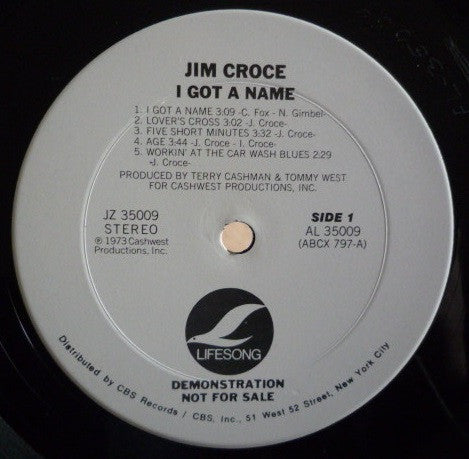 JIM CROCE
I GOT A NAME
1. I GOT A NAME 3:09 -C. Fox - N. Gimbel-
2. LOVER'S CROSS 3:02 -J. Croce-
3. FIVE SHORT MINUTES 3:32 -J. Croce-
4. AGE 3:44 -J. Croce - I. Croce-
5. WORKIN' AT THE CAR WASH BLUES 2:29
-J. Croce-
PRODUCED BY TERRY CASHMAN & TOMMY WEST
FOR CASHWEST PRODUCTIONS, INC.
JZ 35009
STEREO
℗ 1973 Cashwest
Productions, Inc.
SIDE 1
AL 35009
(ABCX 797-A)
LIFESONG
DEMONSTRATION
NOT FOR SALE
Distributed by CBS Records / CBS, Inc., 51 West 52 Street, New York City